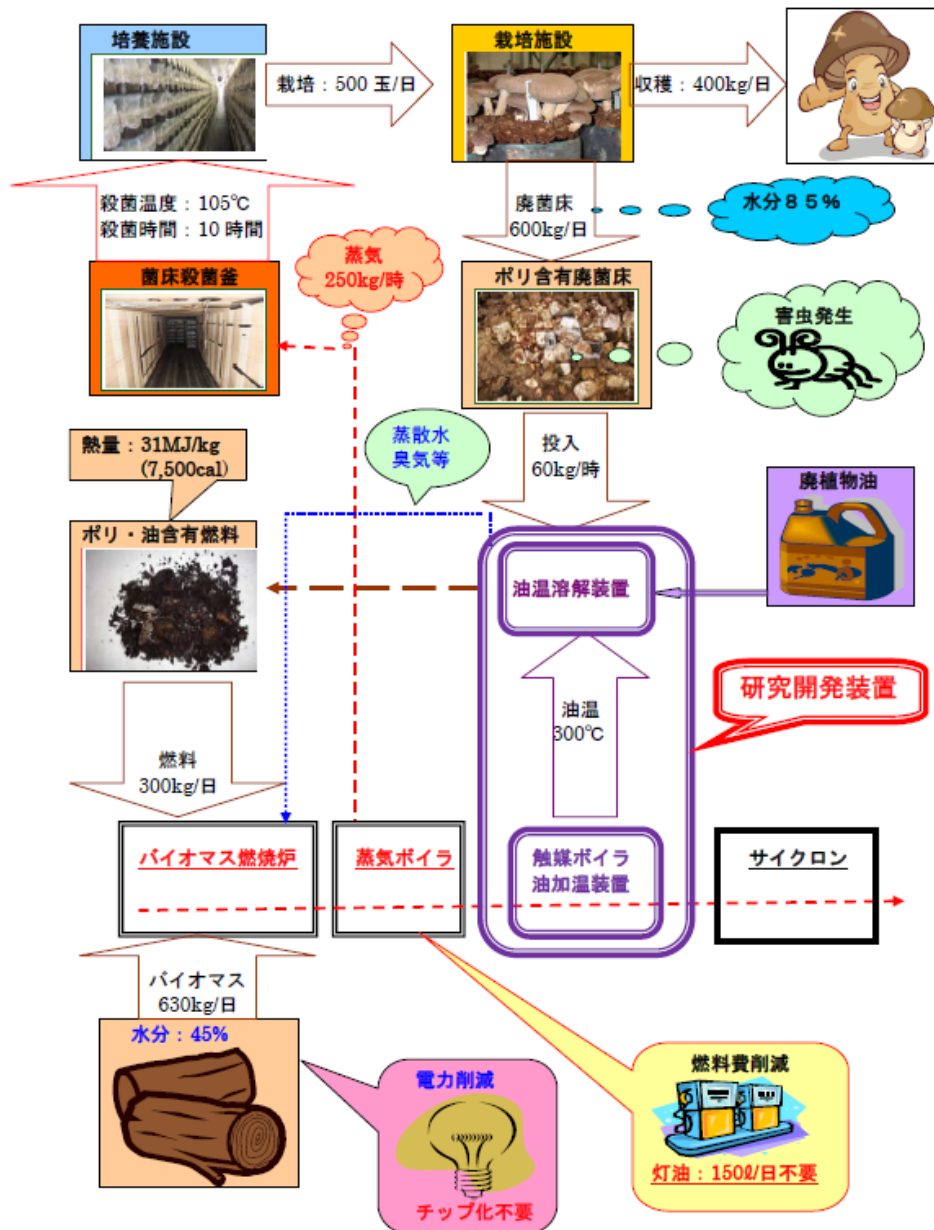 培養施設
栽培：500 玉/日
栽培施設
収穫：400kg/日
殺菌温度：105℃
殺菌時間：10 時間
廃菌床
600kg/日
水分８５%
蒸気
250kg/時
菌床殺菌釜
ポリ含有廃菌床
害虫発生
熱量：31MJ/kg
(7,500cal)
蒸散水
臭気等
投入
60kg/時
廃植物油
ポリ・油含有燃料
油温溶解装置
研究開発装置
油温
300℃
燃料
300kg/日
バイオマス燃焼炉
蒸気ボイラ
触媒ボイラ
油加温装置
サイクロン
バイオマス
630kg/日
水分：45%
電力削減
チップ化不要
燃料費削減
灯油：150ℓ/日不要